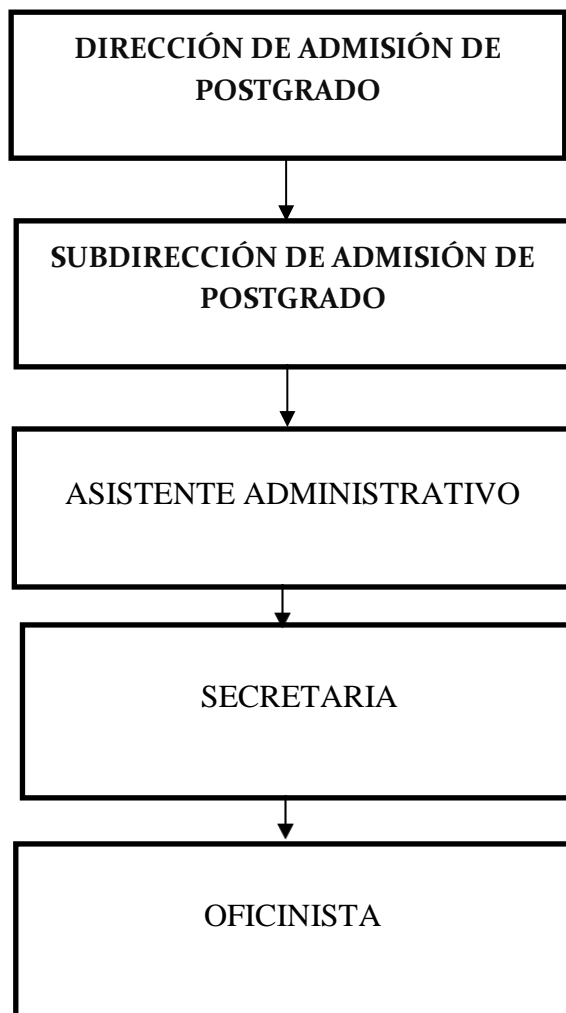 DIRECCIÓN DE ADMISIÓN DE
POSTGRADO
SUBDIRECCIÓN DE ADMISIÓN DE
POSTGRADO
ASISTENTE ADMINISTRATIVO
SECRETARIA
OFICINISTA